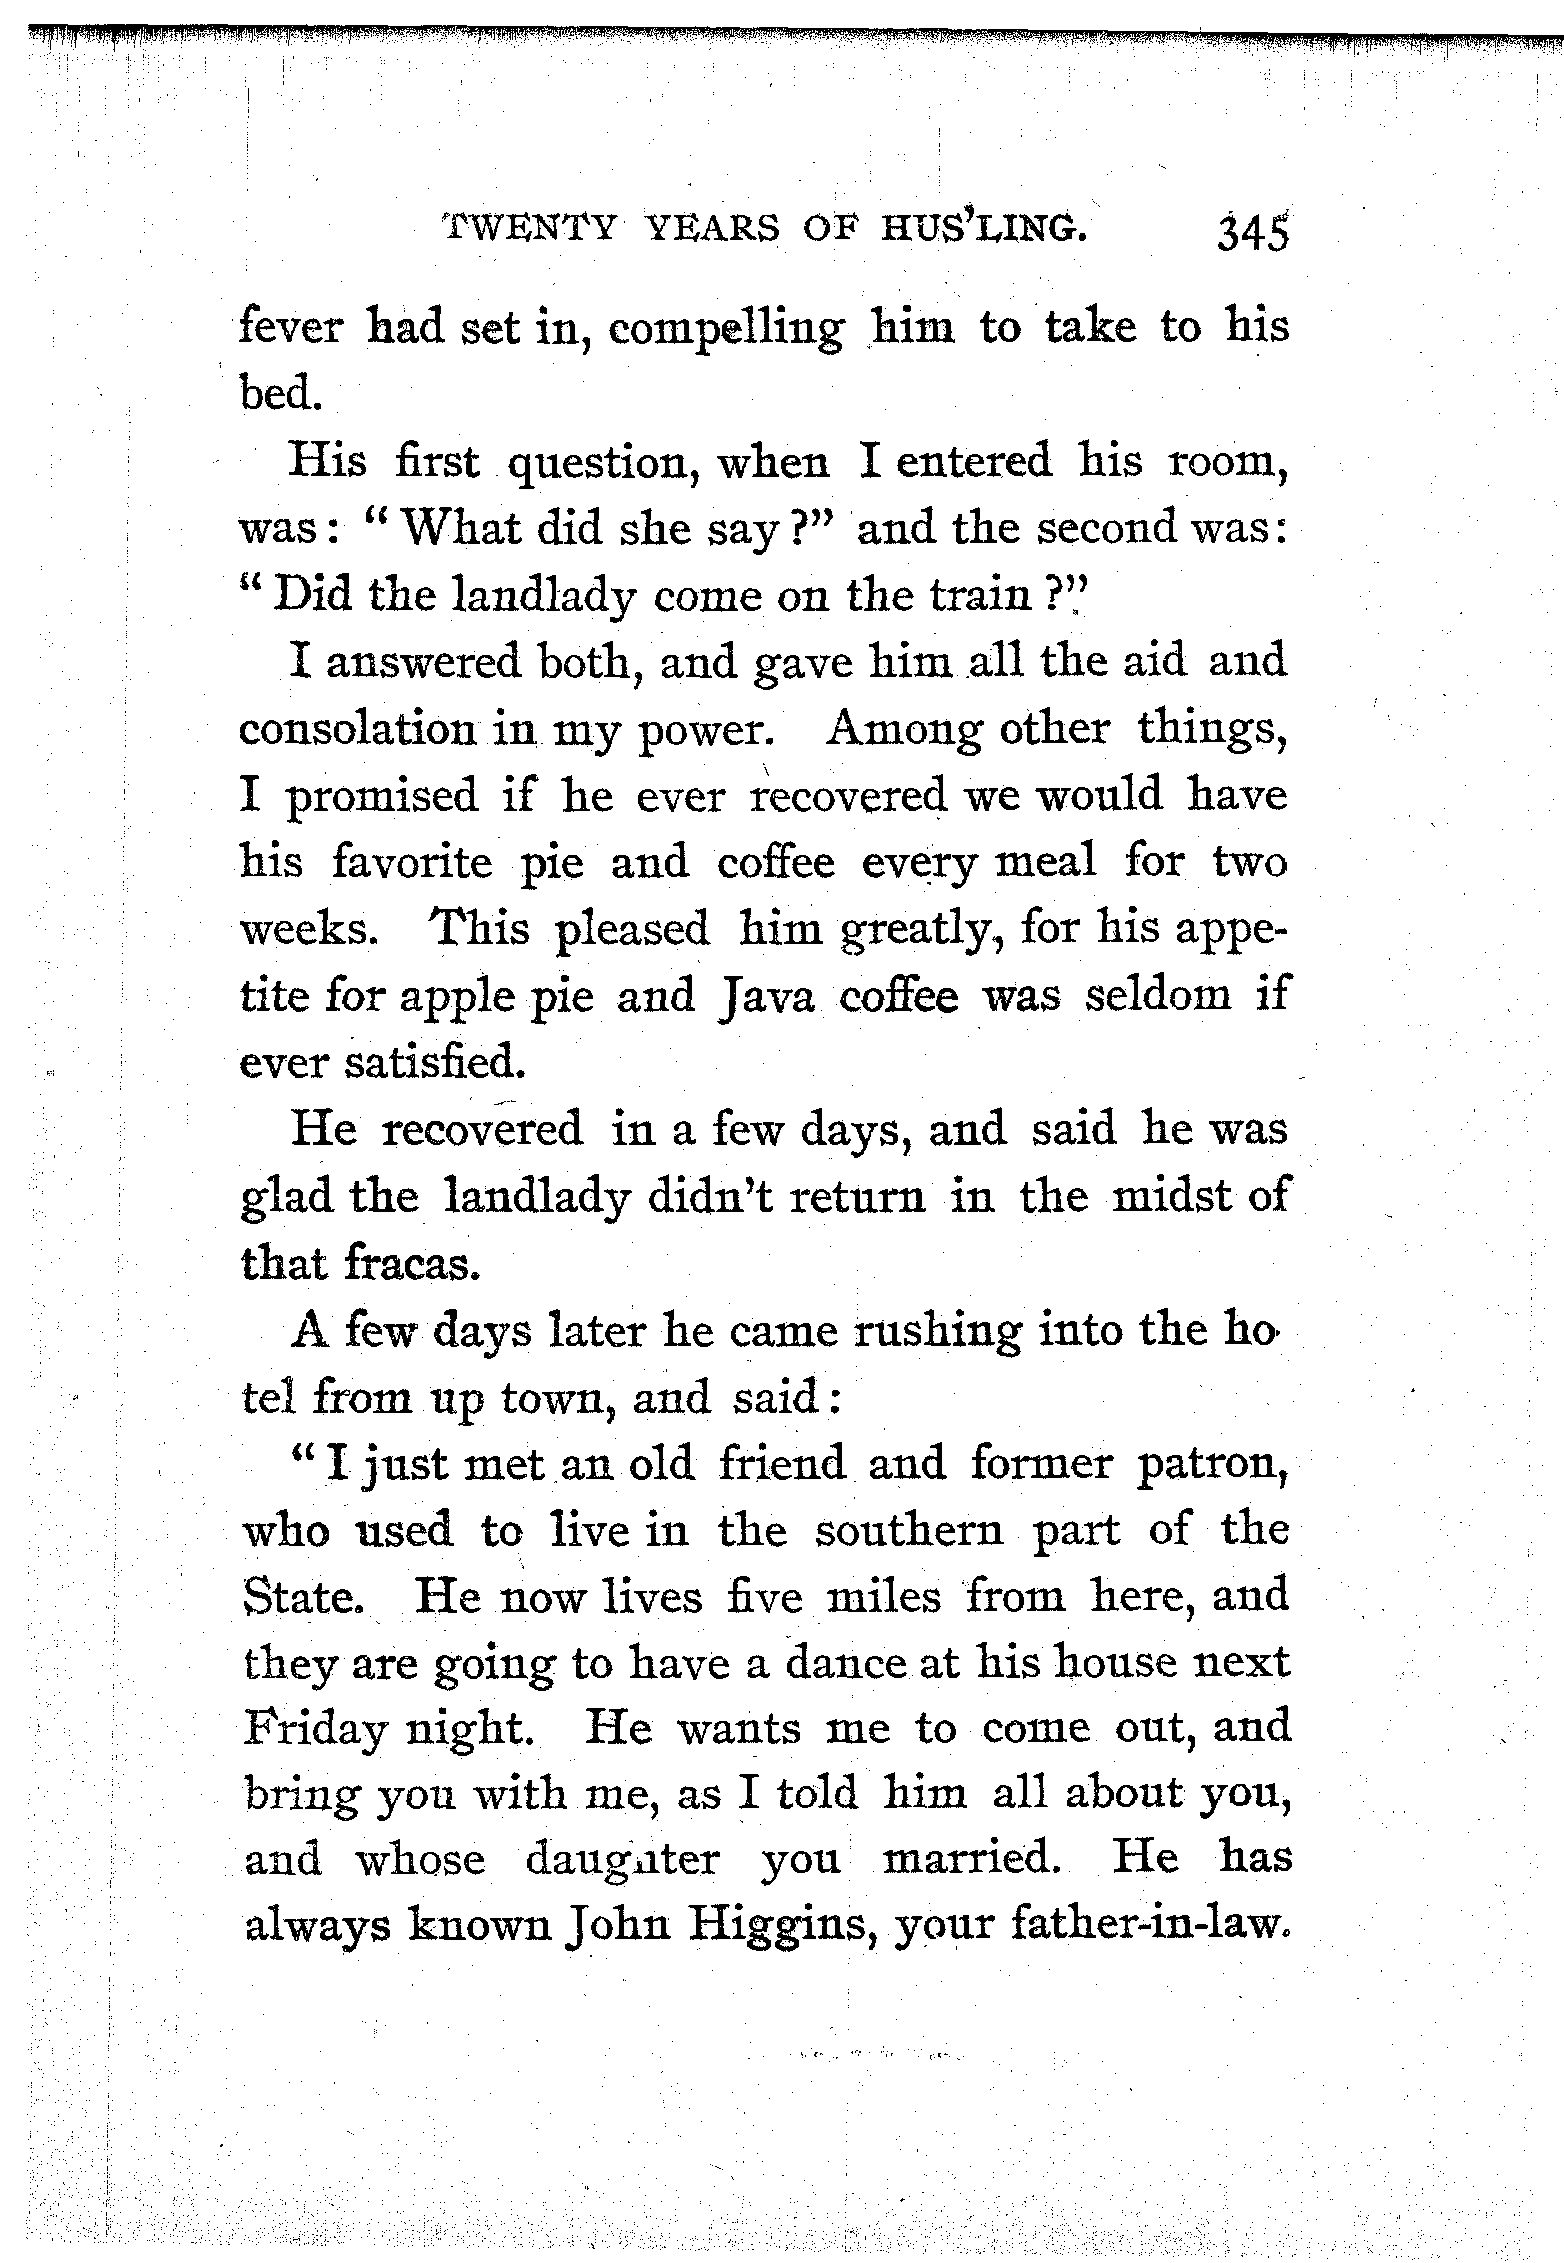 TWENTY YEARS OF HUS'LING. 345
fever had set in, compelling him to take to his
bed.
His first question, when I entered his room,
was: "What did she say?" and the second was:
"Did the landlady come on the train?"
I answered both, and gave him all the aid and
consolation in my power. Among other things,
I promised if he ever recovered we would have
his favorite pie and coffee every meal for two
weeks. This pleased him greatly, for his appe-
tite for apple pie and Java coffee was seldom if
ever satisfied.
He recovered in a few days, and said he was
glad the landlady didn't return in the midst of
that fracas.
A few days later he came rushing into the ho-
tel from up town, and said:
"I just met an old friend and former patron,
who used to live in the southern part of the
State. He now lives five miles from here, and
they are going to have a dance at his house next
Friday night. He wants me to come out, and
bring you with me, as I told him all about you,
and whose daughter you married. He has
always known John Higgins, your father-in-law.